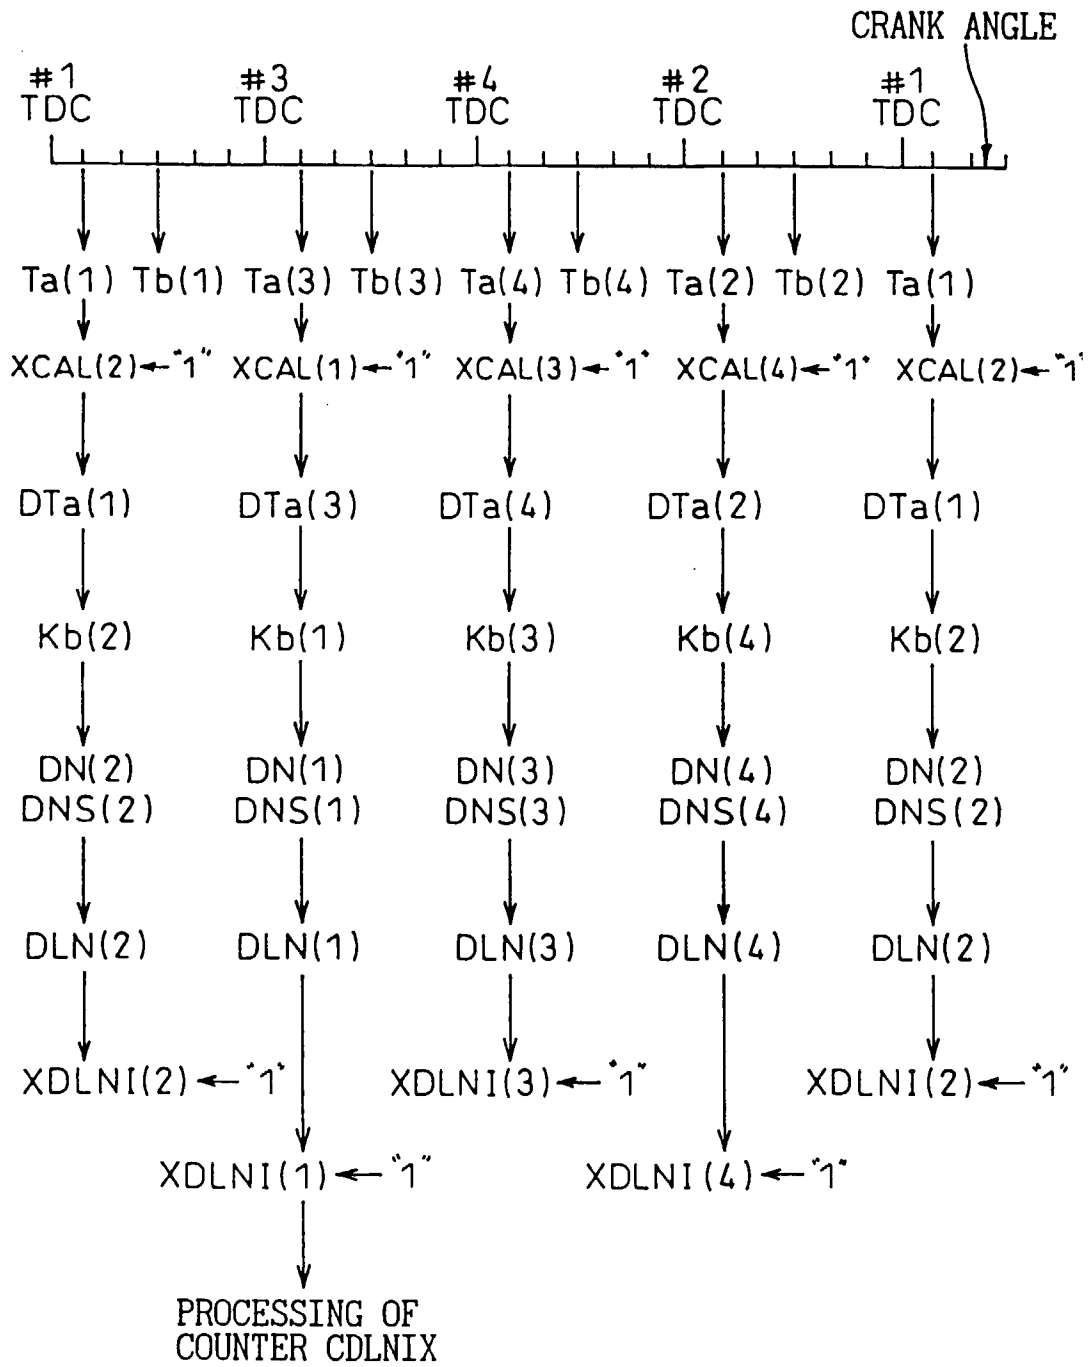 CRANK ANGLE
#1 #3 #4 #2 #1
TDC TDC TDC TDC TDC
Ta(1) Tb(1) Ta(3) Tb(3) Ta(4) Tb(4) Ta(2) Tb(2) Ta(1)
XCAL(2)←"1" XCAL(1)←"1" XCAL(3)←"1" XCAL(4)←"1" XCAL(2)←"1"
DTa(1) DTa(3) DTa(4) DTa(2) DTa(1)
Kb(2) Kb(1) Kb(3) Kb(4) Kb(2)
DN(2) DN(1) DN(3) DN(4) DN(2)
DNS(2) DNS(1) DNS(3) DNS(4) DNS(2)
DLN(2) DLN(1) DLN(3) DLN(4) DLN(2)
XDLNI(2)←"1" XDLNI(3)←"1" XDLNI(2)←"1"
XDLNI(1)←"1" XDLNI(4)←"1"
PROCESSING OF
COUNTER CDLNIX